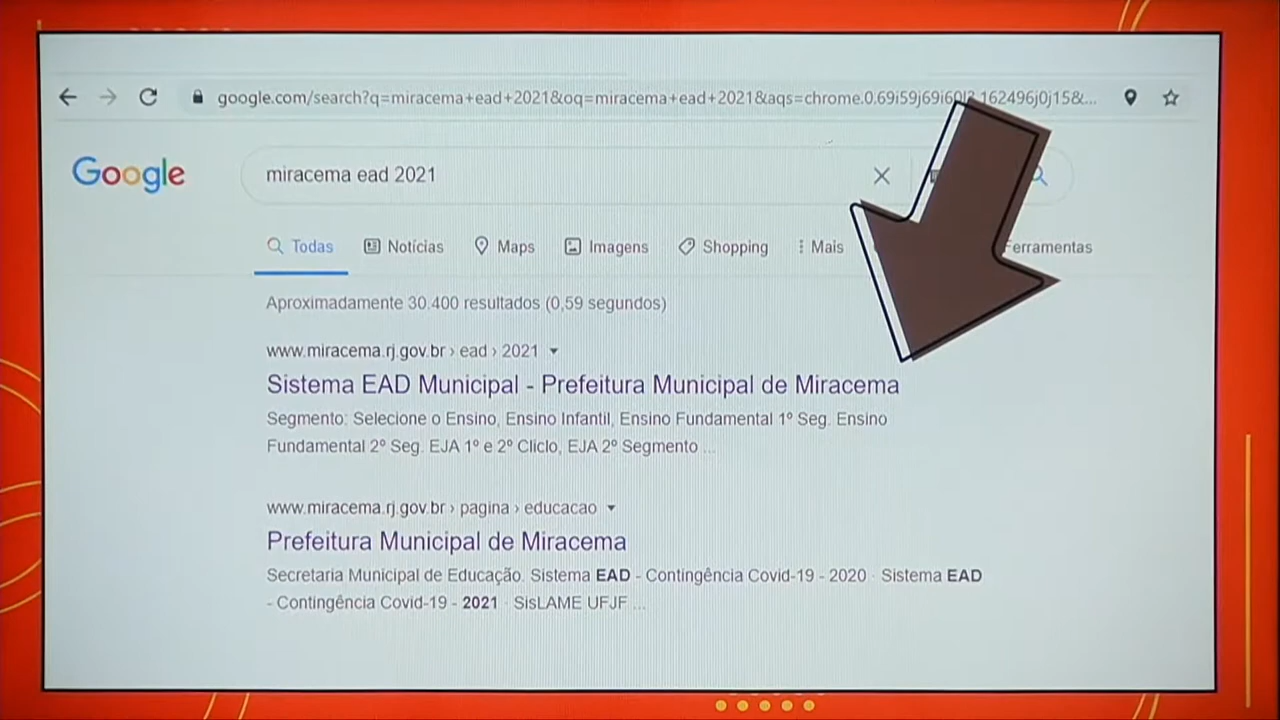 google.com/search?q=miracema+ead+2021&oq=miracema+ead+2021&aqs=chrome.0.69i59j69i60l3.162496j0j15&...
Google
miracema ead 2021
Todas Notícias Maps Imagens Shopping Mais Ferramentas
Aproximadamente 30.400 resultados (0,59 segundos)
www.miracema.rj.gov.br › ead › 2021
Sistema EAD Municipal - Prefeitura Municipal de Miracema
Segmento: Selecione o Ensino, Ensino Infantil, Ensino Fundamental 1º Seg. Ensino
Fundamental 2º Seg. EJA 1º e 2º Cliclo, EJA 2º Segmento ...
www.miracema.rj.gov.br › pagina › educacao
Prefeitura Municipal de Miracema
Secretaria Municipal de Educação. Sistema EAD - Contingência Covid-19 - 2020 · Sistema EAD
- Contingência Covid-19 - 2021 · SisLAME UFJF ...